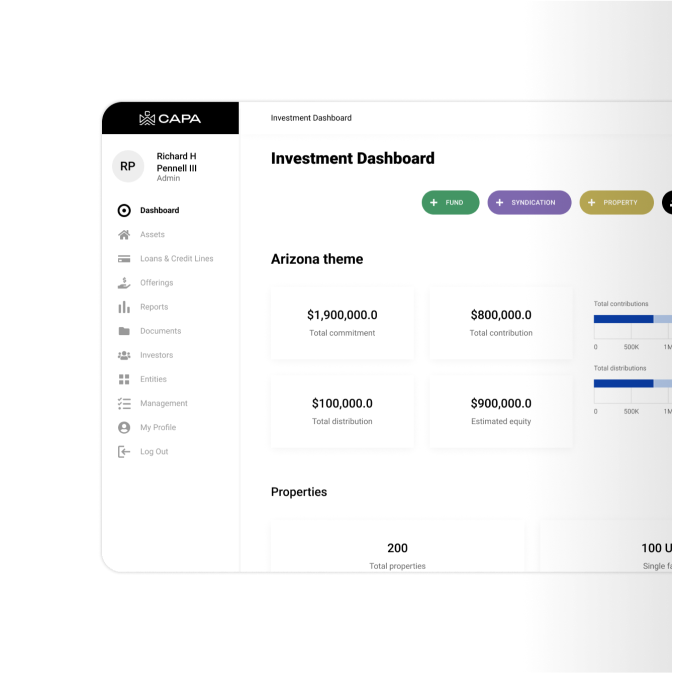 CAPA
Investment Dashboard
RP
Richard H
Pennell III
Admin
Dashboard
Assets
Loans & Credit Lines
Offerings
Reports
Documents
Investors
Entities
Management
My Profile
Log Out
Investment Dashboard
+ FUND
+ SYNDICATION
+ PROPERTY
Arizona theme
$1,900,000.0
Total commitment
$800,000.0
Total contribution
$100,000.0
Total distribution
$900,000.0
Estimated equity
Total contributions
0 500K 1M
Total distributions
0 500K 1M
Properties
200
Total properties
100 U
Single fa